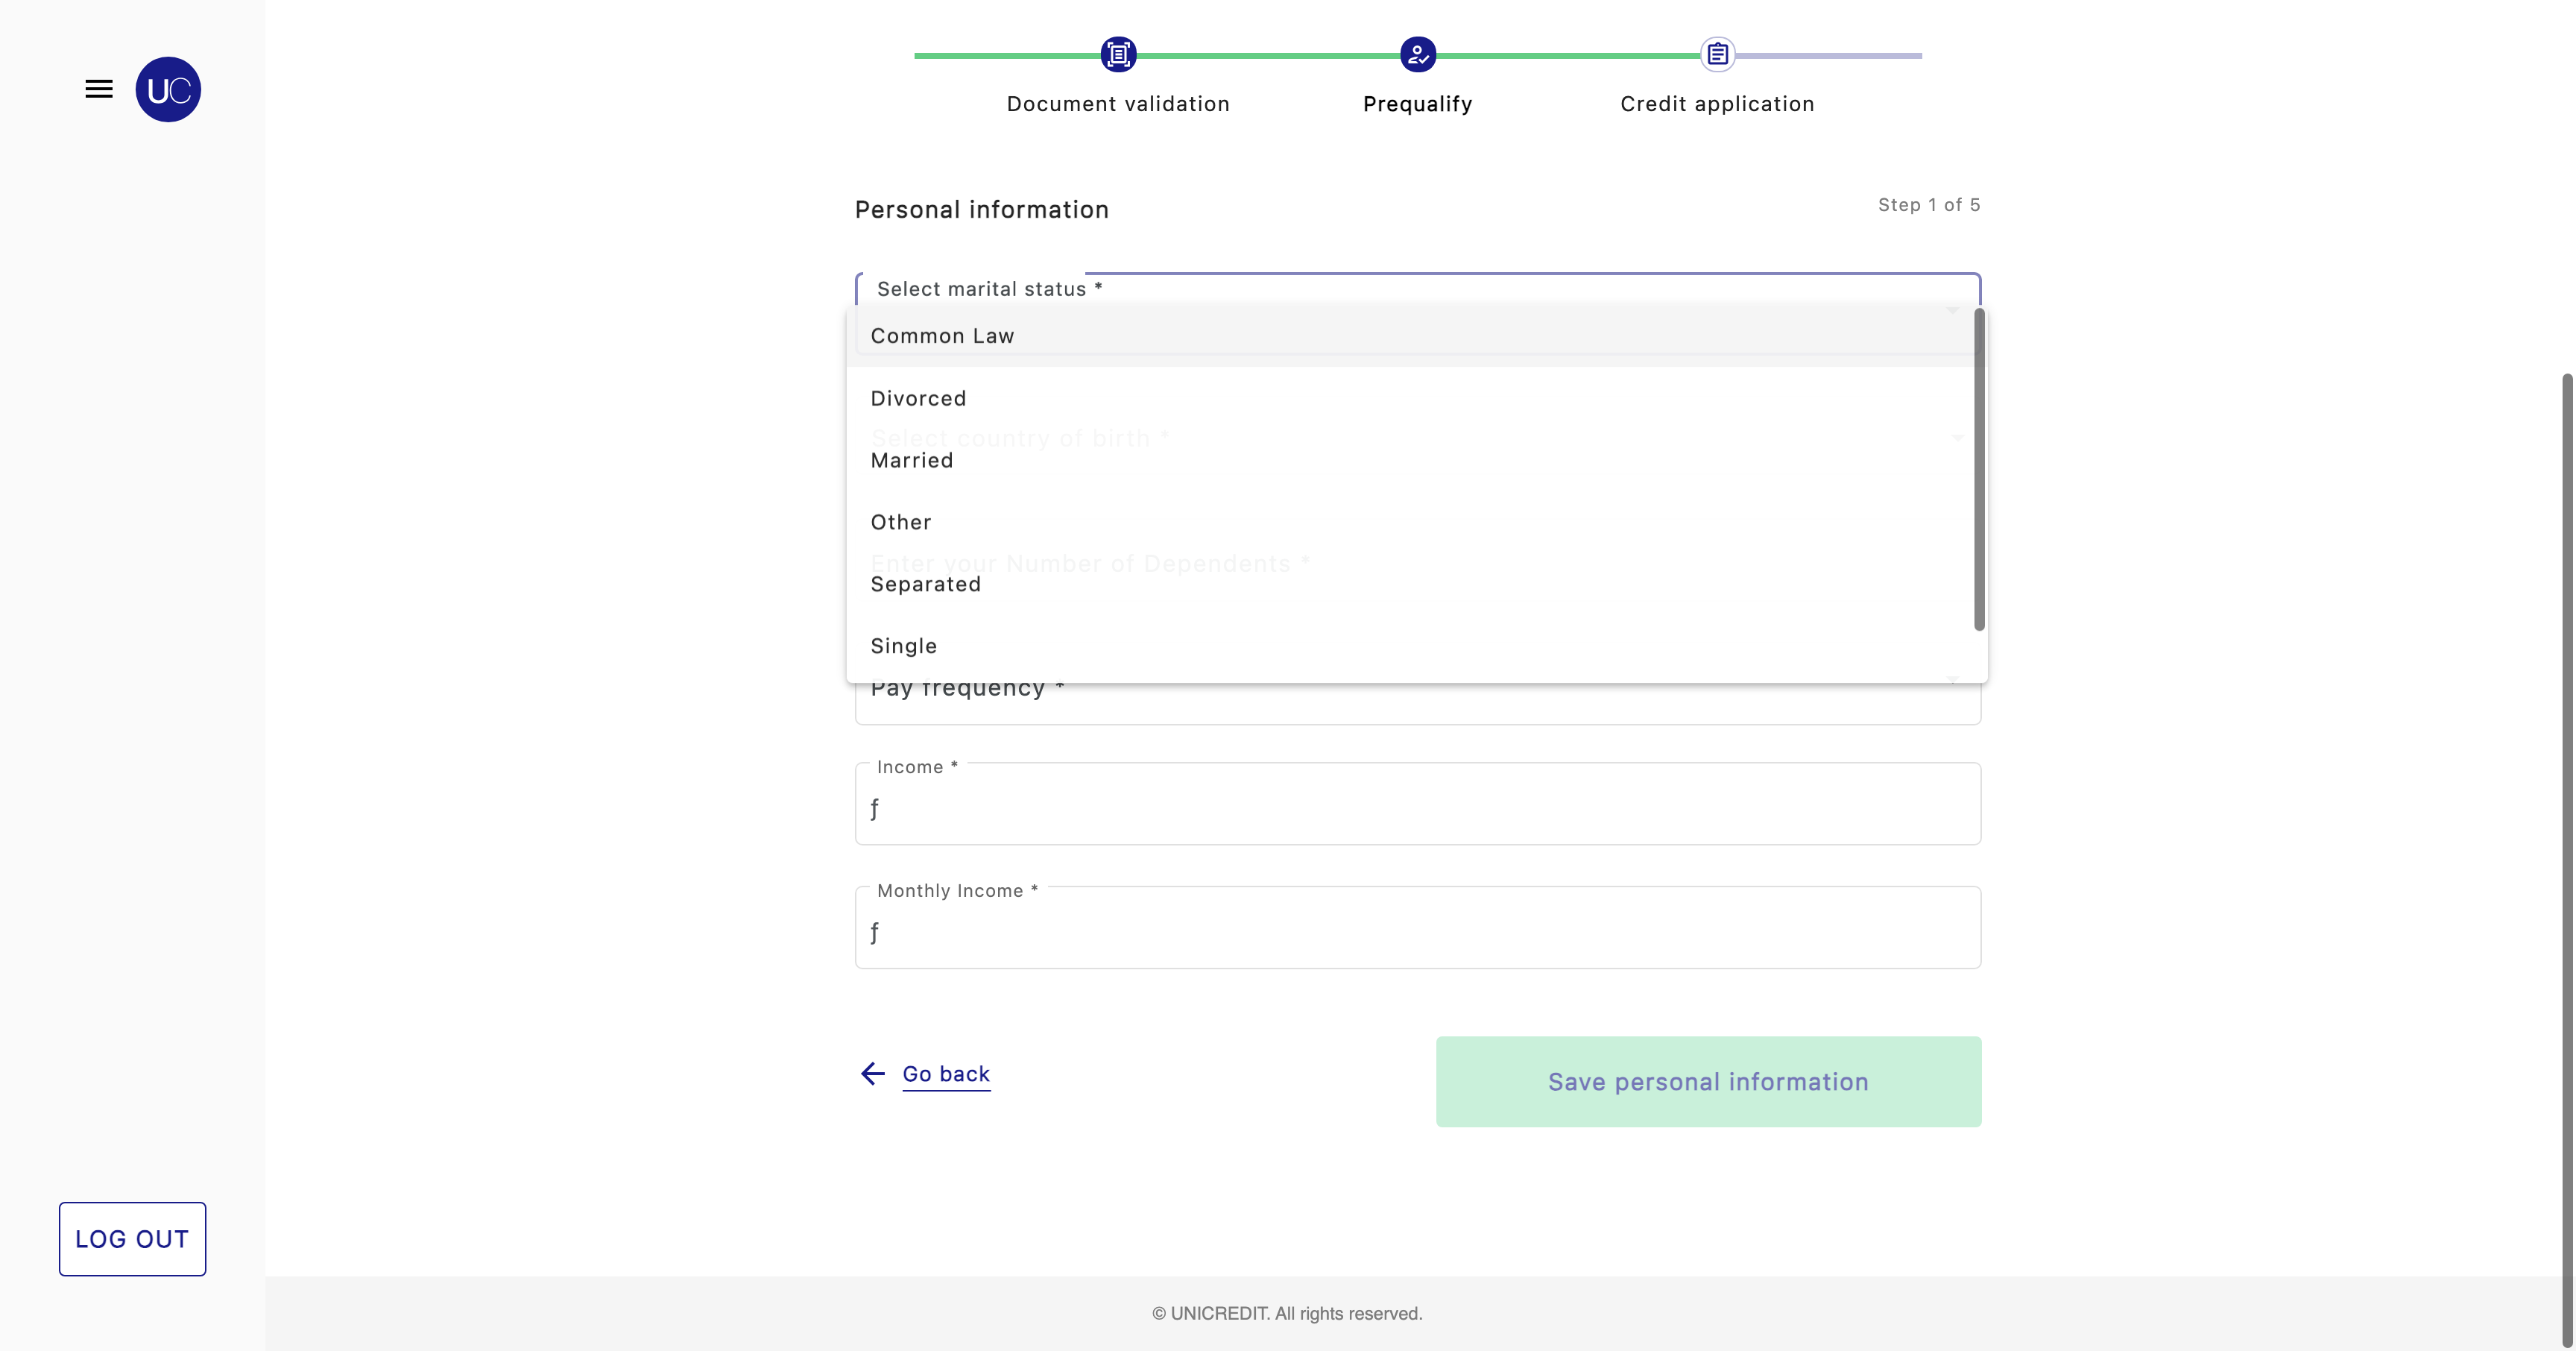 UC
Document validation
Prequalify
Credit application
Personal information
Step 1 of 5
Select marital status *
Common Law
Divorced
Select country of birth *
Married
Other
Enter your Number of Dependents *
Separated
Single
Pay frequency *
Income *
ƒ
Monthly Income *
ƒ
Go back
Save personal information
LOG OUT
© UNICREDIT. All rights reserved.